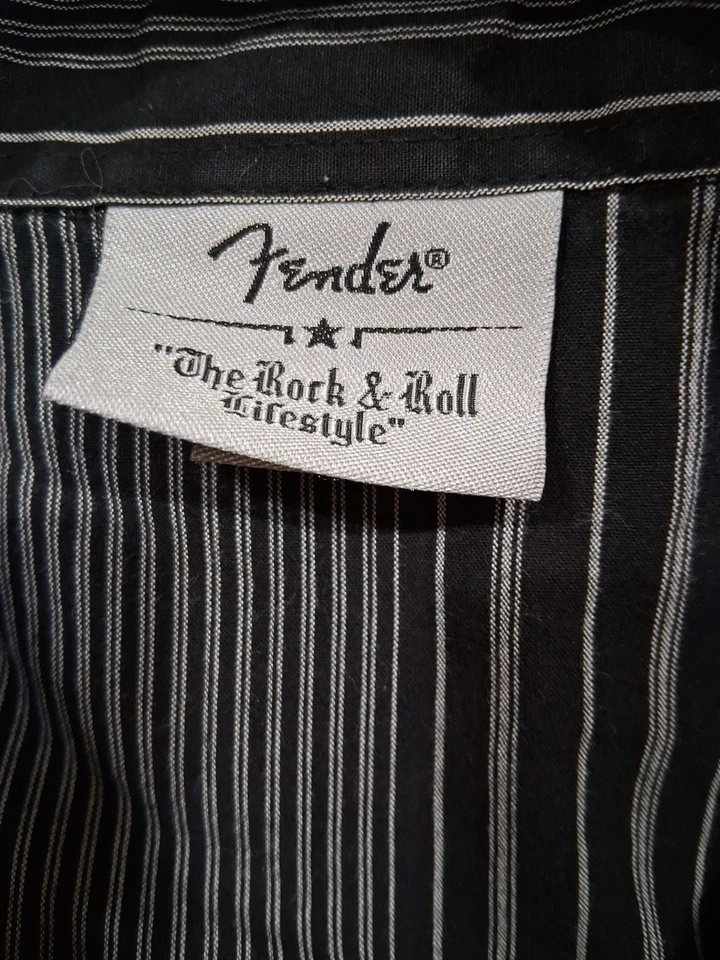 Fender®
"The Rock & Roll
Lifestyle"